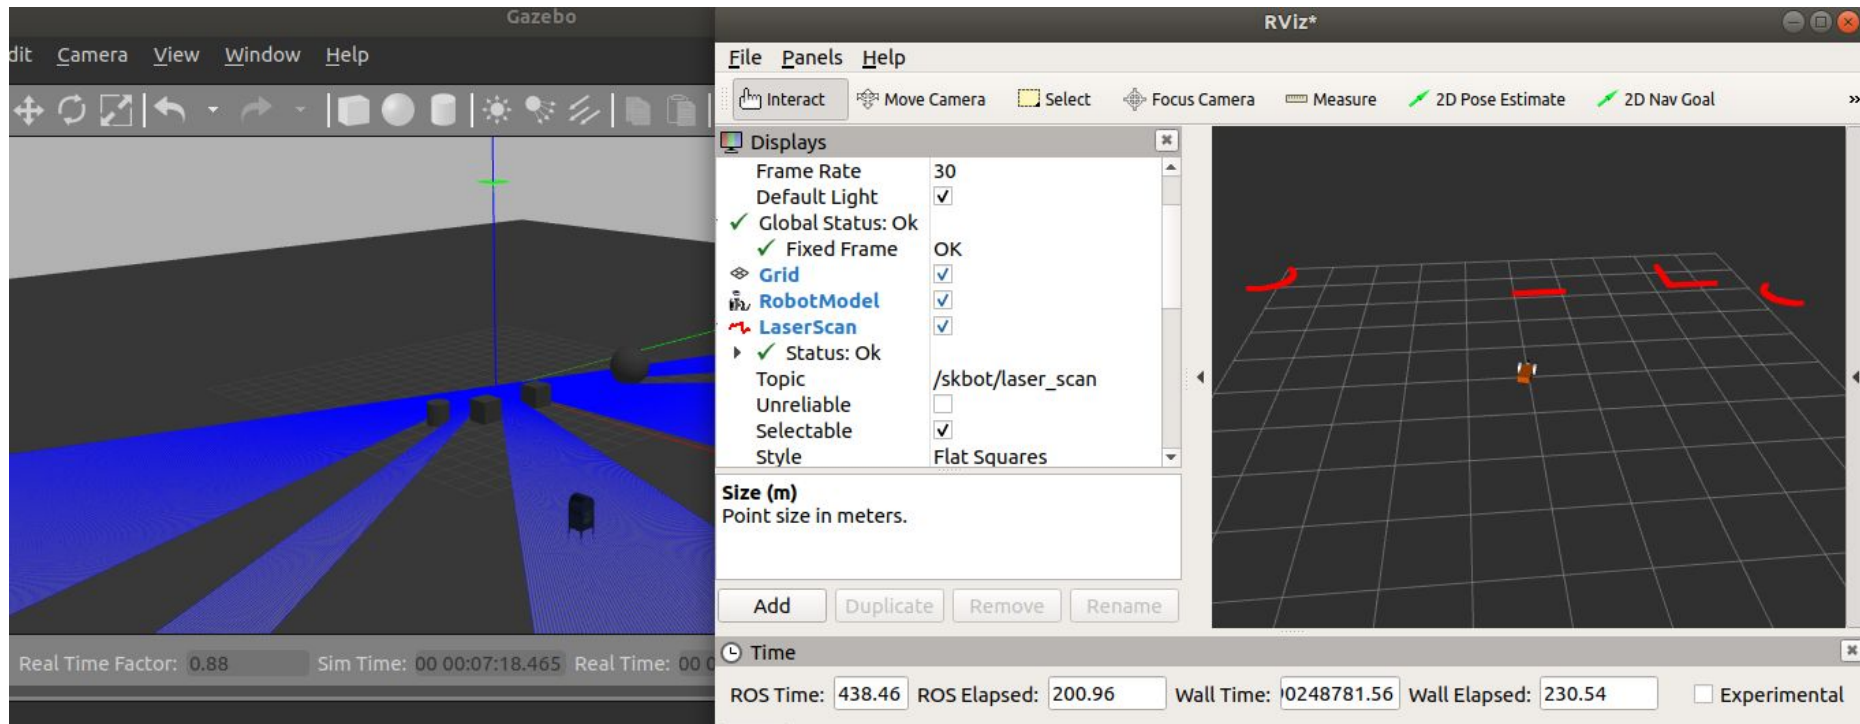 Gazebo
dit Camera View Window Help
Real Time Factor: 0.88 Sim Time: 00 00:07:18.465 Real Time: 00 0
RViz*
File Panels Help
Interact Move Camera Select Focus Camera Measure 2D Pose Estimate 2D Nav Goal »
Displays
Frame Rate 30
Default Light
Global Status: Ok
Fixed Frame OK
Grid
RobotModel
LaserScan
Status: Ok
Topic /skbot/laser_scan
Unreliable
Selectable
Style Flat Squares
Size (m)
Point size in meters.
Add Duplicate Remove Rename
Time
ROS Time: 438.46 ROS Elapsed: 200.96 Wall Time: 0248781.56 Wall Elapsed: 230.54 Experimental